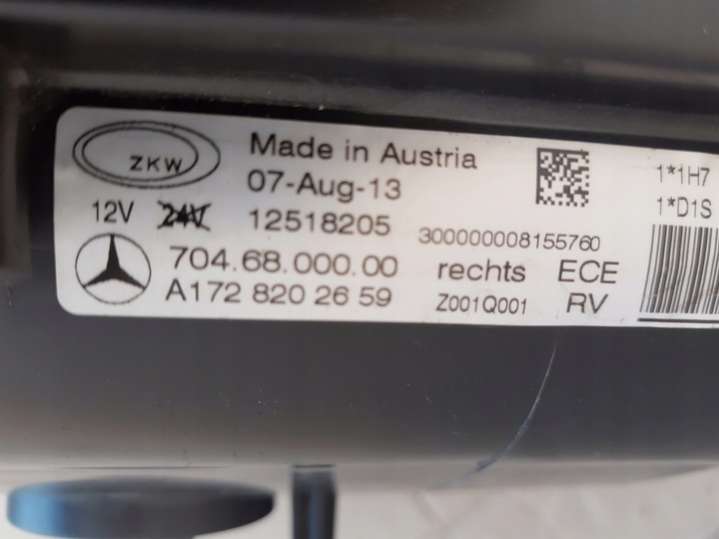 ZKW Made in Austria 1*1H7
07-Aug-13 1*D1S
12V 24V 12518205 300000008155760
704.68.000.00 rechts ECE
A172 820 26 59 Z001Q001 RV